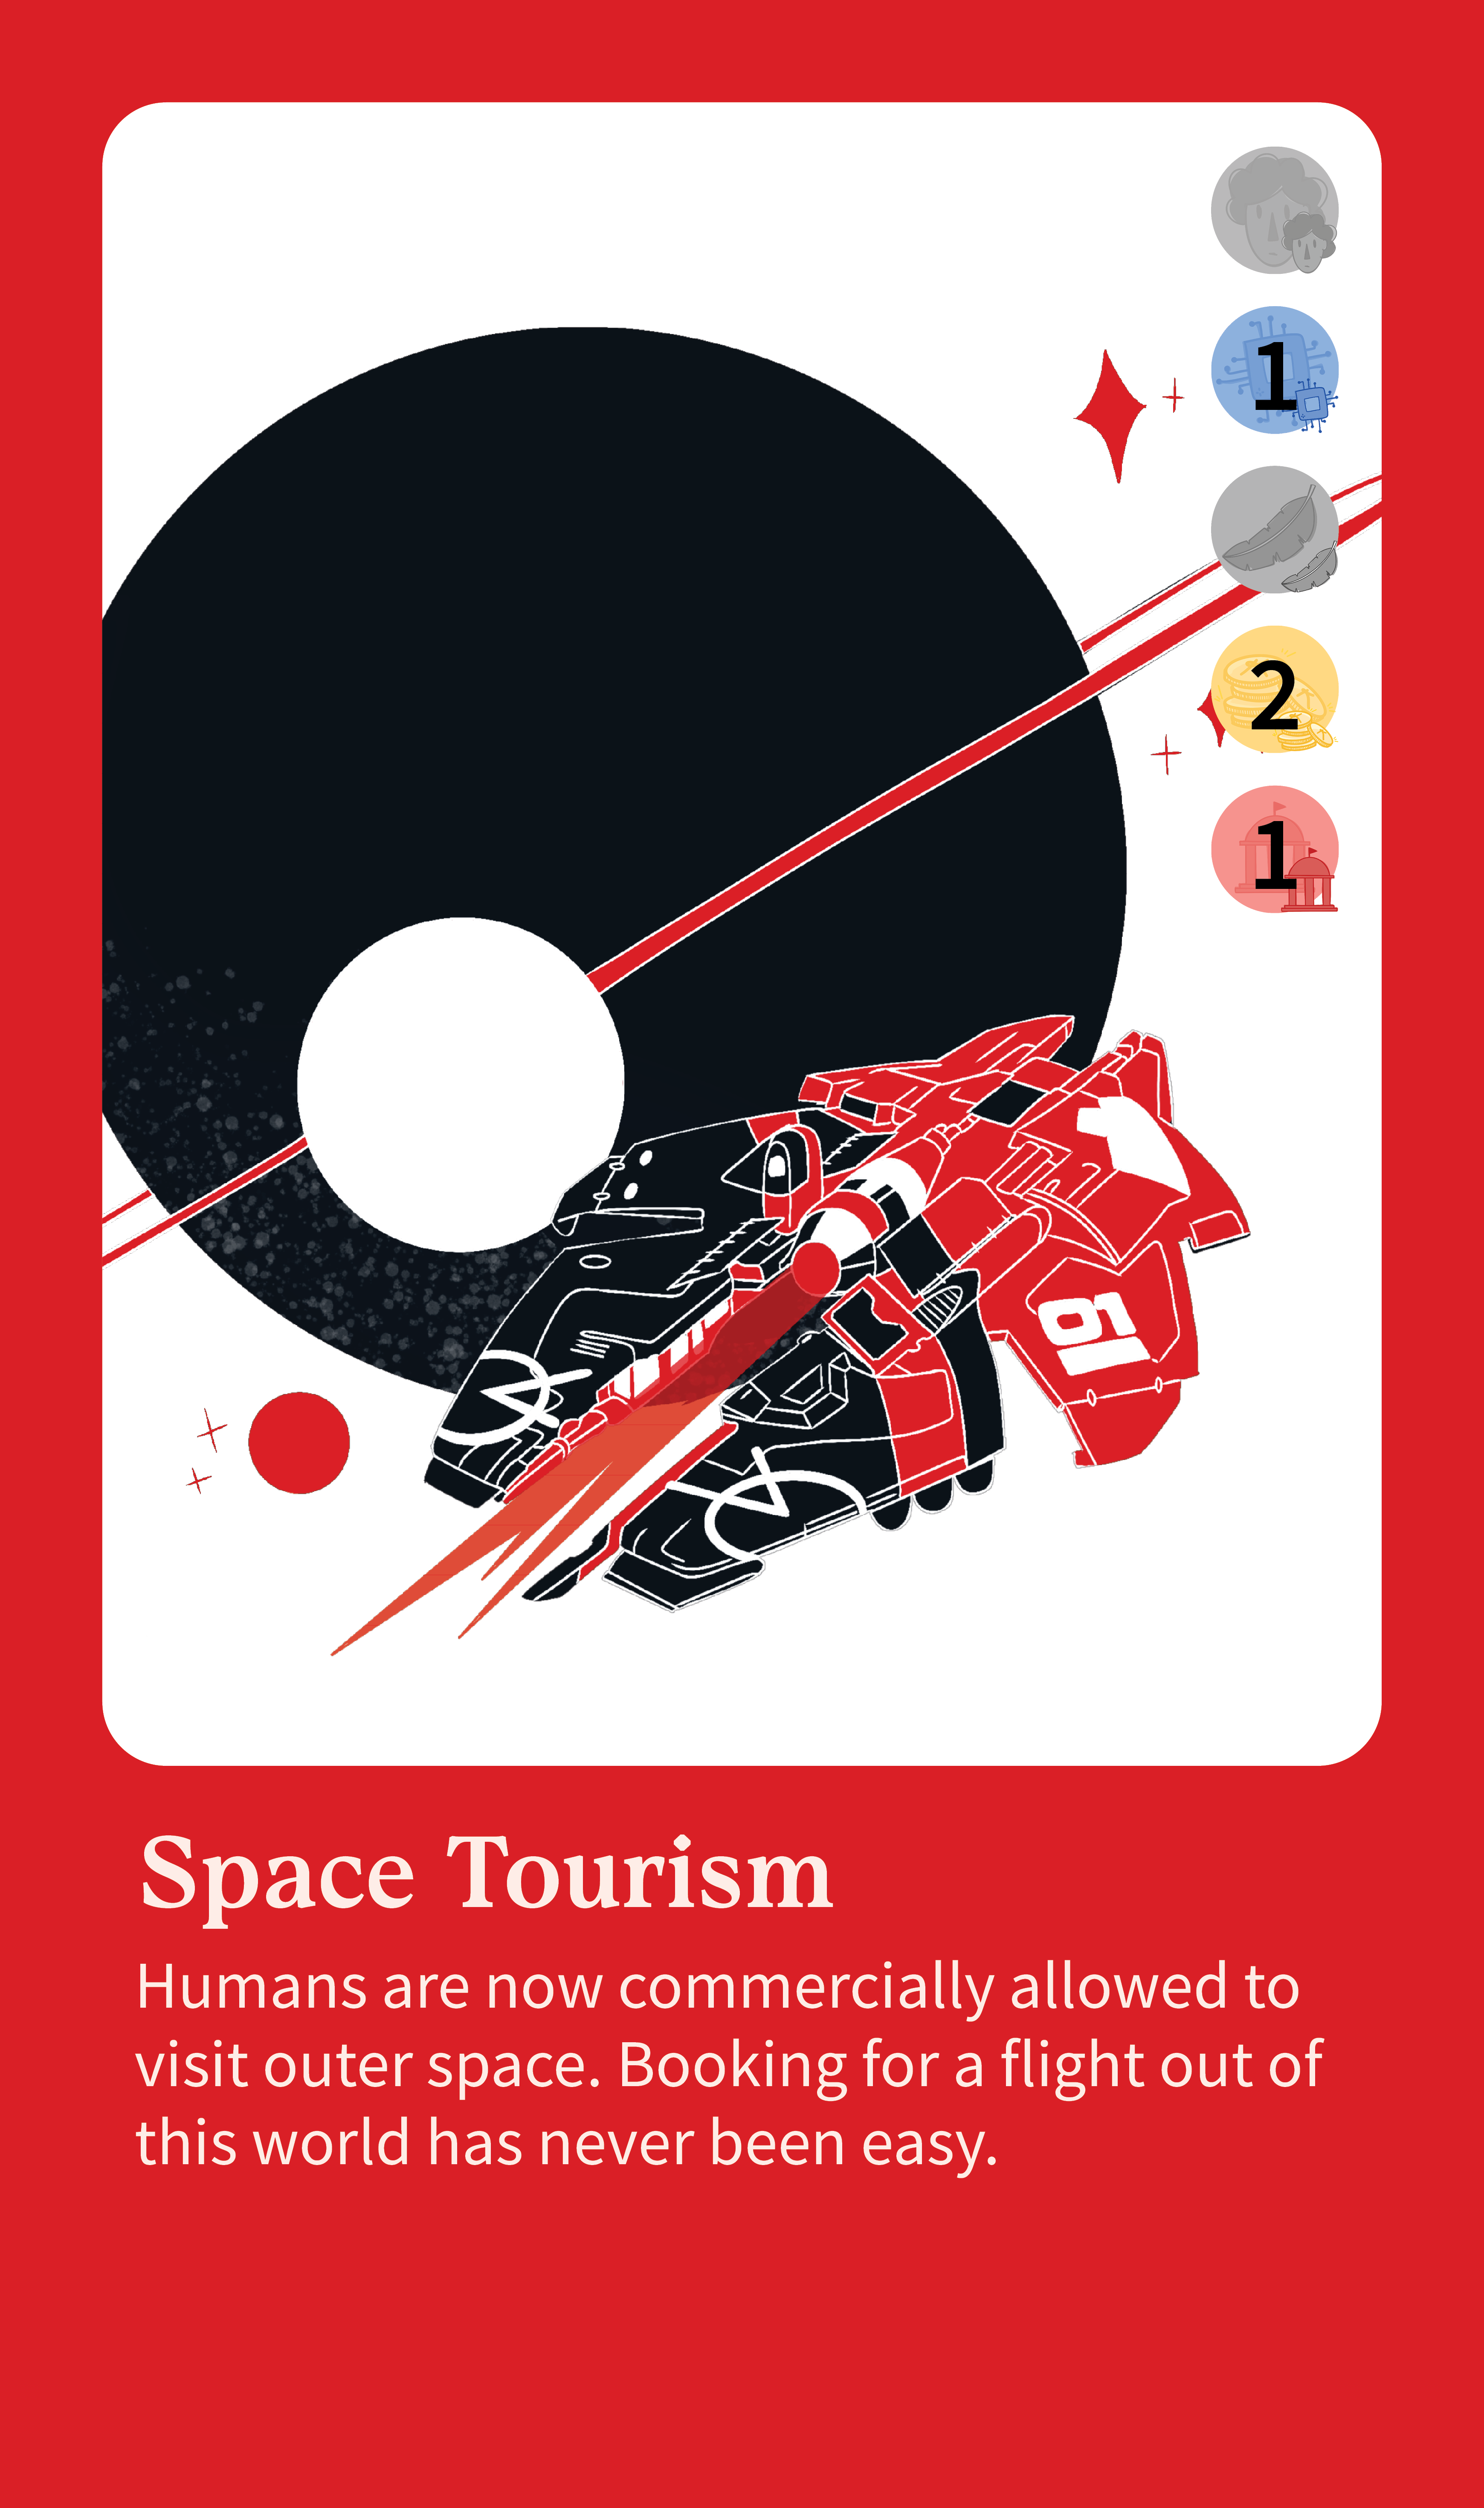 1
2
1
91
Space Tourism
Humans are now commercially allowed to
visit outer space. Booking for a flight out of
this world has never been easy.